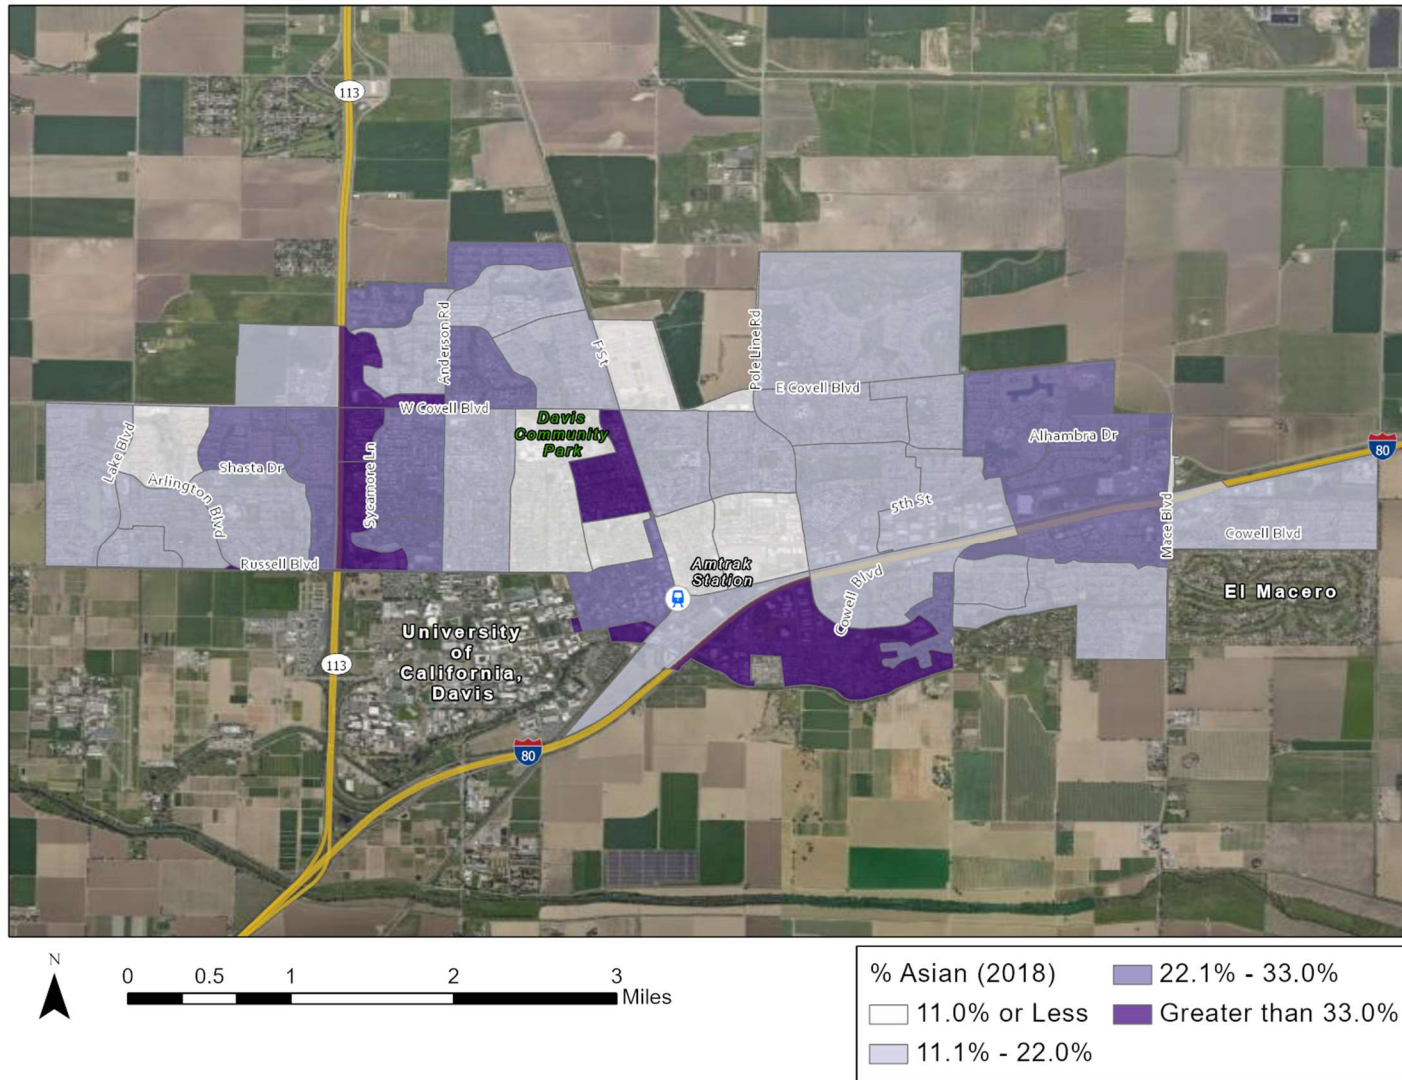 113
Anderson Rd
F St
Pole Line Rd
E Covell Blvd
W Covell Blvd
Davis
Community
Park
Lake Blvd
Shasta Dr
Arlington Blvd
Sycamore Ln
Alhambra Dr
80
5th St
Mace Blvd
Cowell Blvd
Russell Blvd
Amtrak
Station
Cowell Blvd
El Macero
University
of
California,
Davis
113
80
N
0 0.5 1 2 3
Miles
% Asian (2018)
11.0% or Less
11.1% - 22.0%
22.1% - 33.0%
Greater than 33.0%